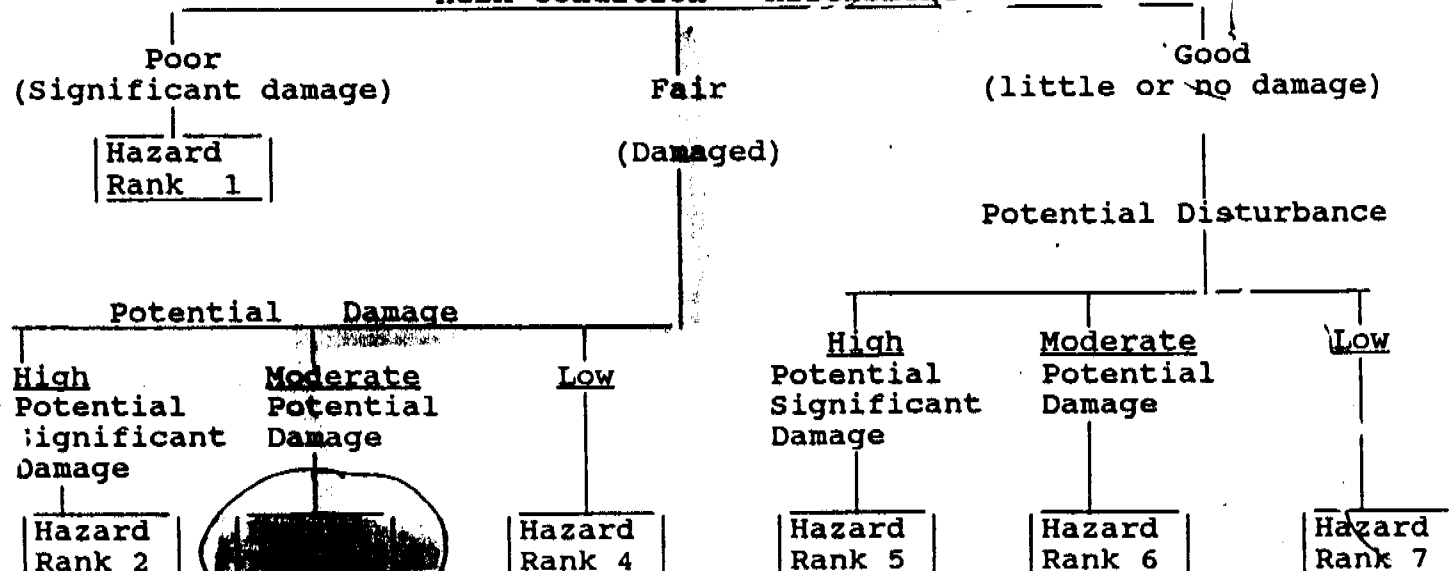 Poor
(Significant damage)
Hazard
Rank 1
Fair
(Damaged)
Good
(little or no damage)
Potential Disturbance
Potential Damage
High
Potential
Significant
Damage
Moderate
Potential
Damage
Low
High
Potential
Significant
Damage
Moderate
Potential
Damage
Low
Hazard
Rank 2
Hazard
Rank 4
Hazard
Rank 5
Hazard
Rank 6
Hazard
Rank 7